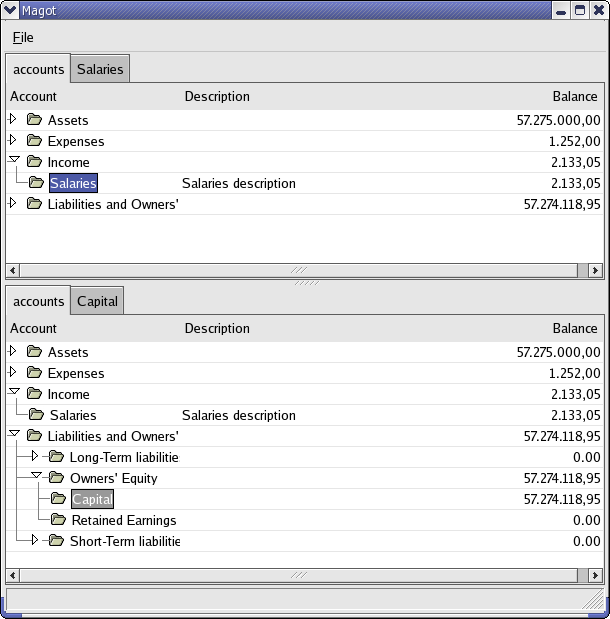 Magot
File
accounts Salaries
Account Description Balance
Assets 57.275.000,00
Expenses 1.252,00
Income 2.133,05
Salaries Salaries description 2.133,05
Liabilities and Owners' 57.274.118,95
accounts Capital
Account Description Balance
Assets 57.275.000,00
Expenses 1.252,00
Income 2.133,05
Salaries Salaries description 2.133,05
Liabilities and Owners' 57.274.118,95
Long-Term liabilitie 0.00
Owners' Equity 57.274.118,95
Capital 57.274.118,95
Retained Earnings 0.00
Short-Term liabilitie 0.00